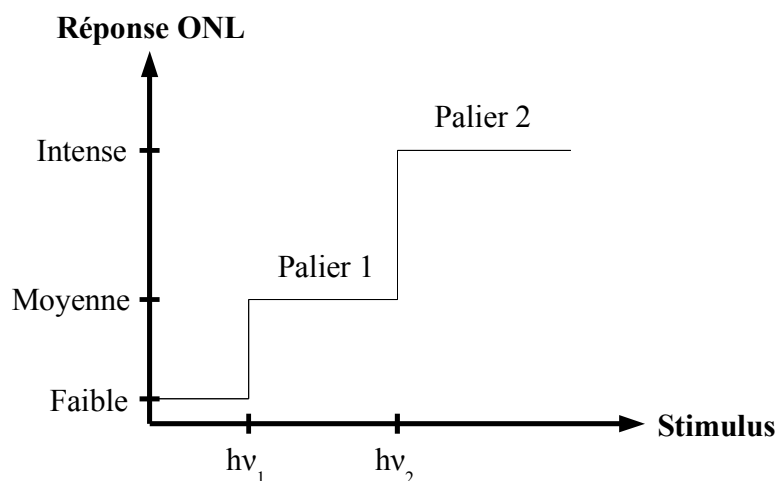 Réponse ONL
Palier 2
Intense
Palier 1
Moyenne
Faible
Stimulus
hν₁
hν₂